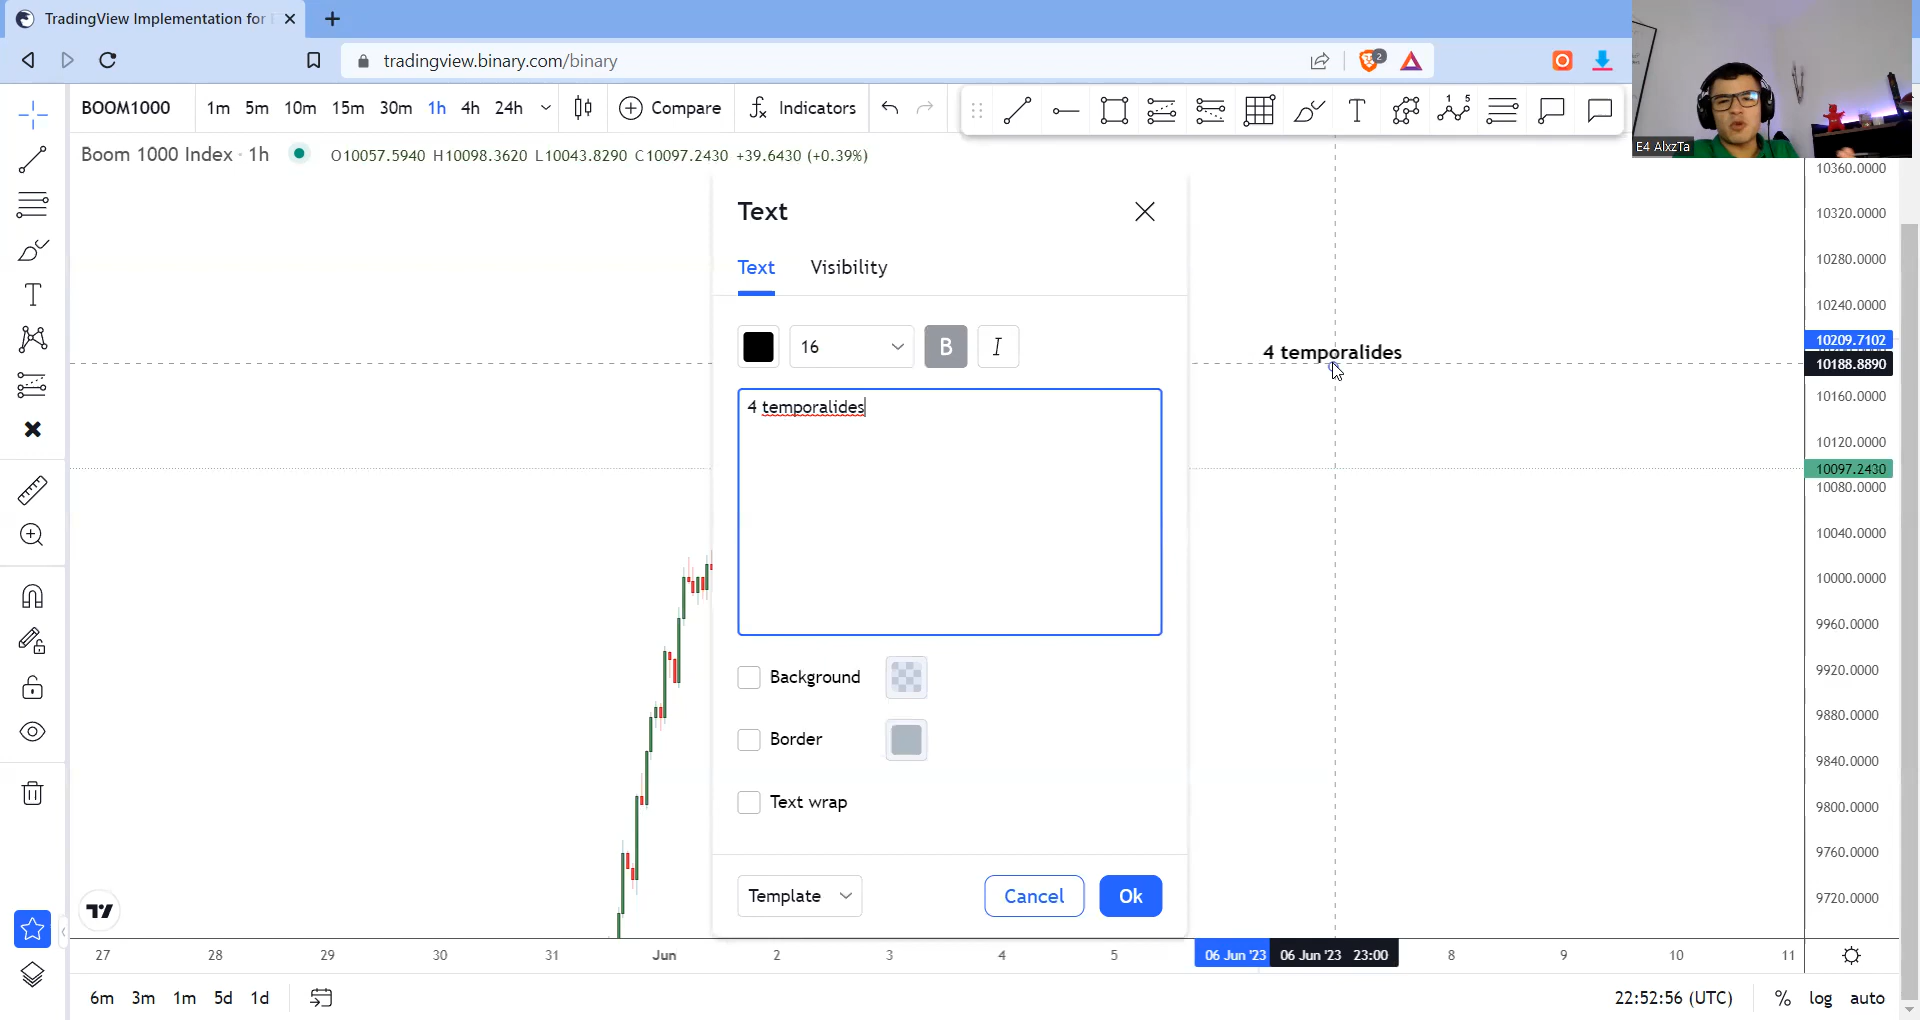 TradingView Implementation for
tradingview.binary.com/binary
2
BOOM1000 1m 5m 10m 15m 30m 1h 4h 24h Compare Indicators
T
1 5
E4 AlxzTa
Boom 1000 Index · 1h O10057.5940 H10098.3620 L10043.8290 C10097.2430 +39.6430 (+0.39%)
Text
Text Visibility
16 B I
4 temporalides
Background
Border
Text wrap
Template Cancel Ok
4 temporalides
10360.0000
10320.0000
10280.0000
10240.0000
10209.7102
10188.8890
10160.0000
10120.0000
10097.2430
10080.0000
10040.0000
10000.0000
9960.0000
9920.0000
9880.0000
9840.0000
9800.0000
9760.0000
9720.0000
27 28 29 30 31 Jun 2 3 4 5 06 Jun '23 06 Jun '23 23:00 8 9 10 11
6m 3m 1m 5d 1d 22:52:56 (UTC) % log auto